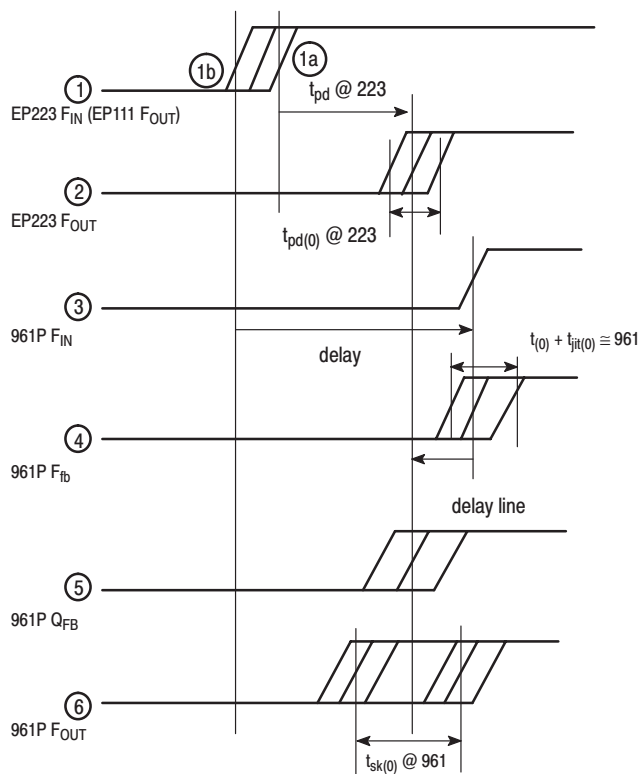 1b
1a
1
EP223 FIN (EP111 FOUT)
tpd @ 223
2
EP223 FOUT
tpd(0) @ 223
3
961P FIN
delay
t(0) + tjit(0) ≅ 961
4
961P Ffb
delay line
5
961P QFB
6
961P FOUT
tsk(0) @ 961